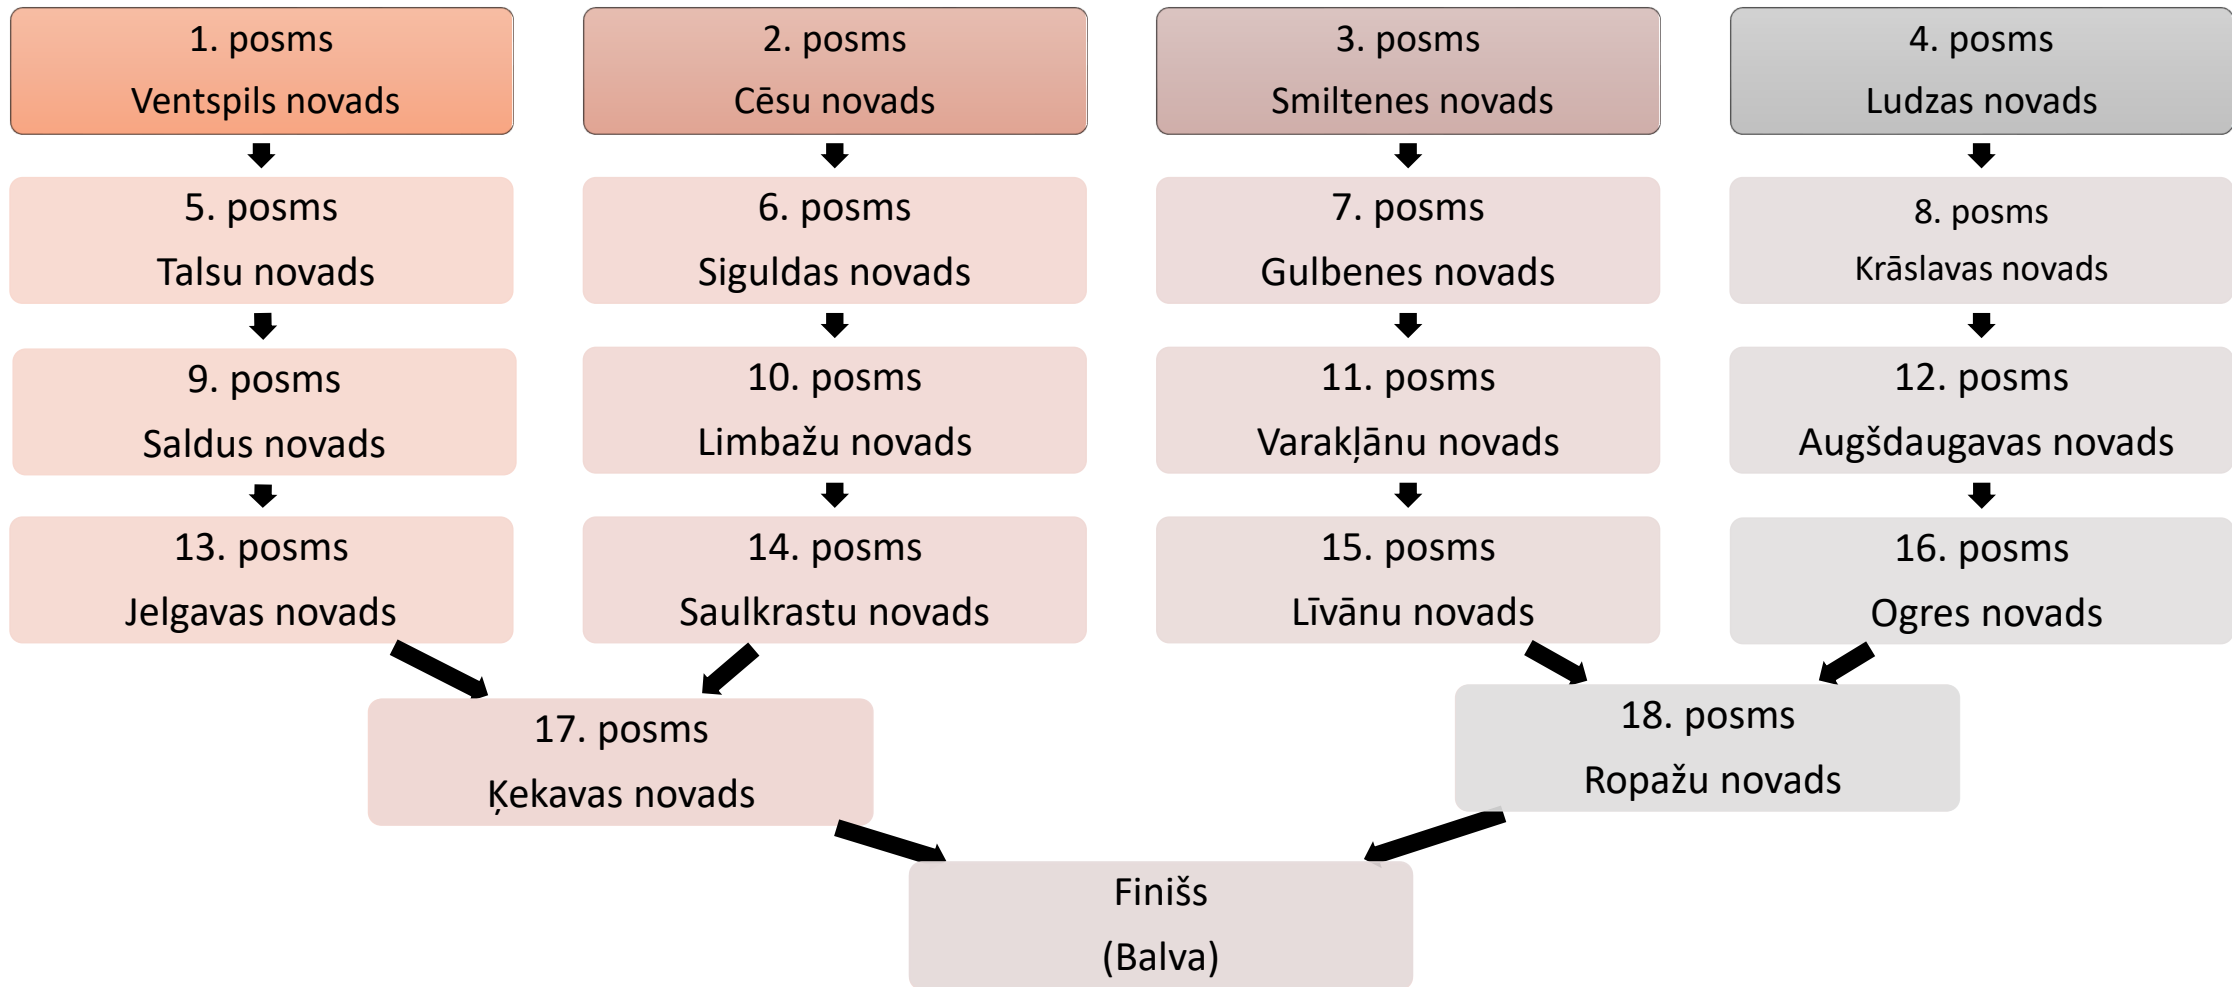 1. posms
Ventspils novads
2. posms
Cēsu novads
3. posms
Smiltenes novads
4. posms
Ludzas novads
5. posms
Talsu novads
6. posms
Siguldas novads
7. posms
Gulbenes novads
8. posms
Krāslavas novads
9. posms
Saldus novads
10. posms
Limbažu novads
11. posms
Varakļānu novads
12. posms
Augšdaugavas novads
13. posms
Jelgavas novads
14. posms
Saulkrastu novads
15. posms
Līvānu novads
16. posms
Ogres novads
17. posms
Ķekavas novads
18. posms
Ropažu novads
Finišs
(Balva)